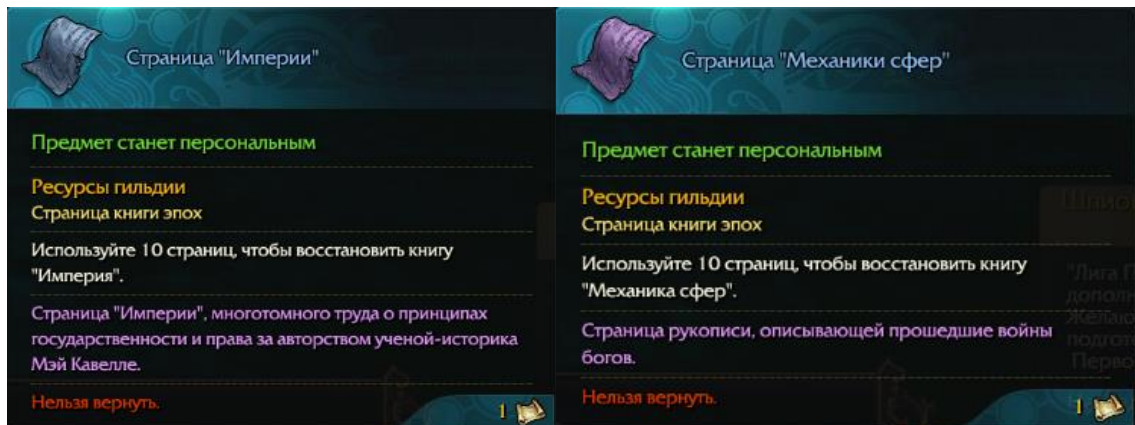 Страница "Империи"
Предмет станет персональным
Ресурсы гильдии
Страница книги эпох
Используйте 10 страниц, чтобы восстановить книгу
"Империя".
Страница "Империи", многотомного труда о принципах
государственности и права за авторством ученой-историка
Мэй Кавелле.
Нельзя вернуть.
1
Страница "Механики сфер"
Предмет станет персональным
Ресурсы гильдии
Страница книги эпох
Используйте 10 страниц, чтобы восстановить книгу
"Механика сфер".
Страница рукописи, описывающей прошедшие войны
богов.
Нельзя вернуть.
1